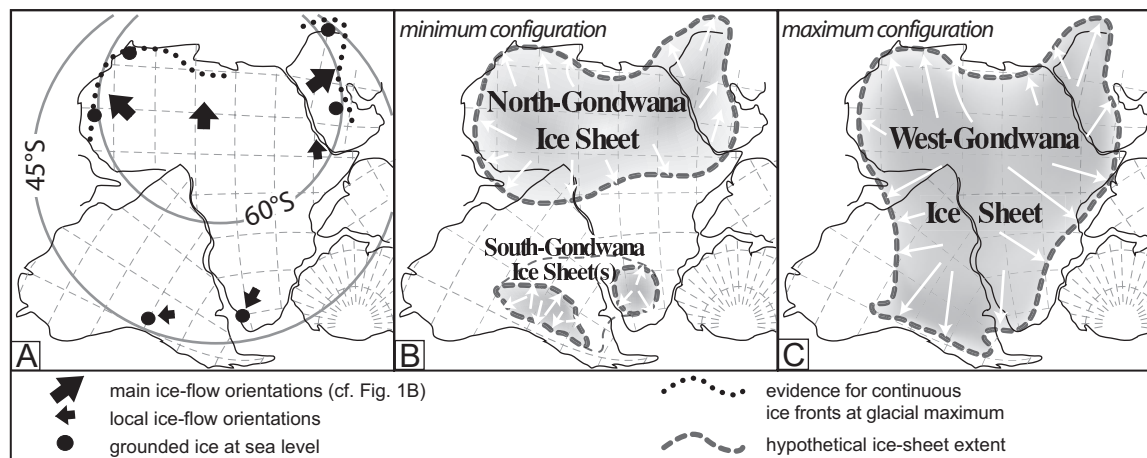 45°S
60°S
A
minimum configuration
North-Gondwana
Ice Sheet
South-Gondwana
Ice Sheet(s)
B
maximum configuration
West-Gondwana
Ice Sheet
C
main ice-flow orientations (cf. Fig. 1B)
local ice-flow orientations
grounded ice at sea level
evidence for continuous
ice fronts at glacial maximum
hypothetical ice-sheet extent